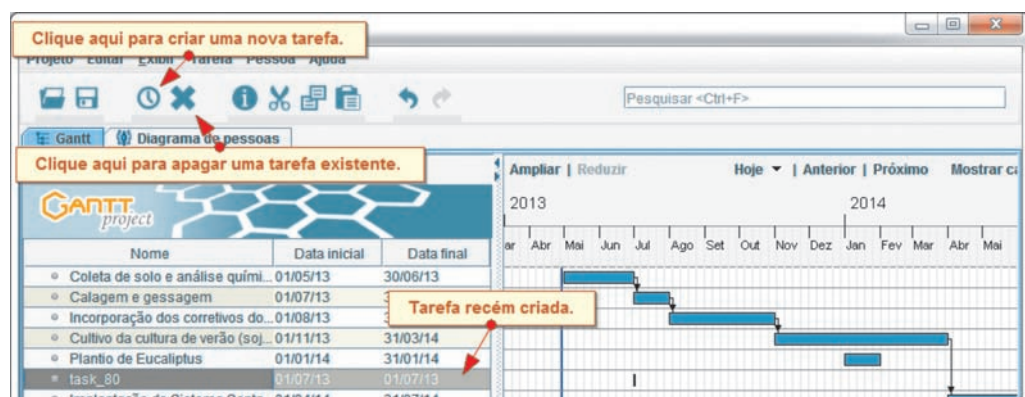 Clique aqui para criar uma nova tarefa.
Projeto Editar Exibir Tarefa Pessoa Ajuda
Pesquisar <Ctrl+F>
Gantt Diagrama de pessoas
Clique aqui para apagar uma tarefa existente.
Ampliar | Reduzir Hoje | Anterior | Próximo Mostrar ca
GANTT project
2013 2014
Nome Data inicial Data final
ar Abr Mai Jun Jul Ago Set Out Nov Dez Jan Fev Mar Abr Mai
Coleta de solo e análise quími... 01/05/13 30/06/13
Calagem e gessagem 01/07/13 3
Tarefa recém criada.
Incorporação dos corretivos do... 01/08/13 3
Cultivo da cultura de verão (soj... 01/11/13 31/03/14
Plantio de Eucaliptus 01/01/14 31/01/14
task_80 01/07/13 01/07/13